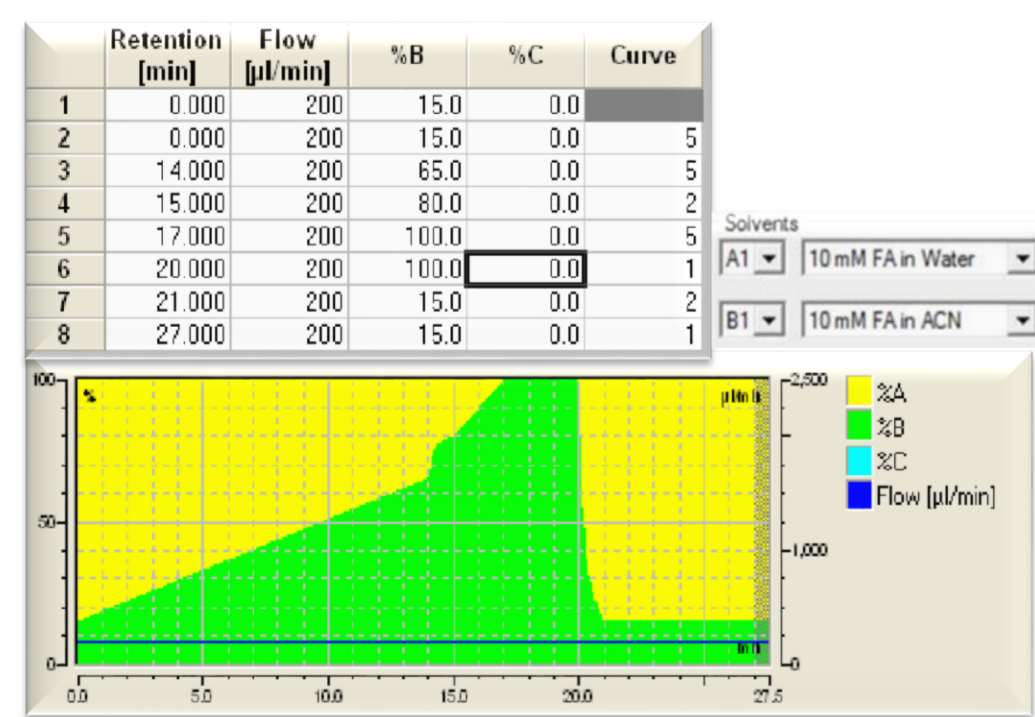 Retention [min] Flow [µl/min] %B %C Curve
1 0.000 200 15.0 0.0
2 0.000 200 15.0 0.0 5
3 14.000 200 65.0 0.0 5
4 15.000 200 80.0 0.0 2
5 17.000 200 100.0 0.0 5
6 20.000 200 100.0 0.0 1
7 21.000 200 15.0 0.0 2
8 27.000 200 15.0 0.0 1
Solvents
A1 10 mM FA in Water
B1 10 mM FA in ACN
100 % 2,500
%A
%B
%C
Flow [µl/min]
50
1,000
0 0
0.0 5.0 10.0 15.0 20.0 27.5